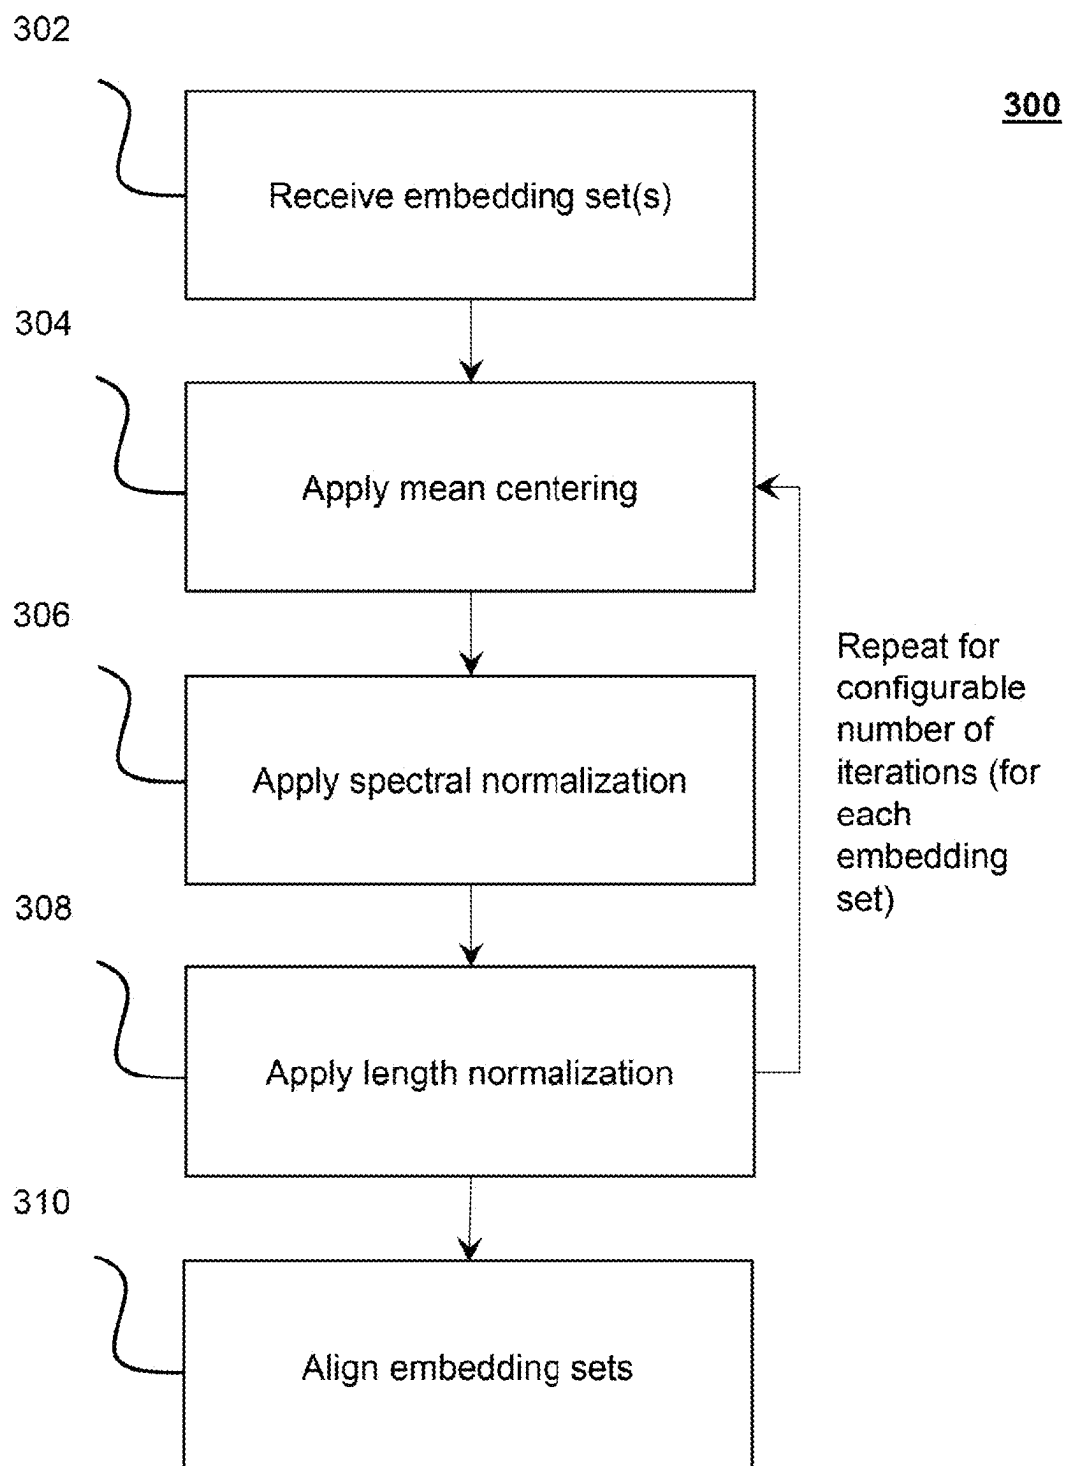 302
300
Receive embedding set(s)
304
Apply mean centering
306
Repeat for
configurable
number of
iterations (for
each
embedding
set)
Apply spectral normalization
308
Apply length normalization
310
Align embedding sets